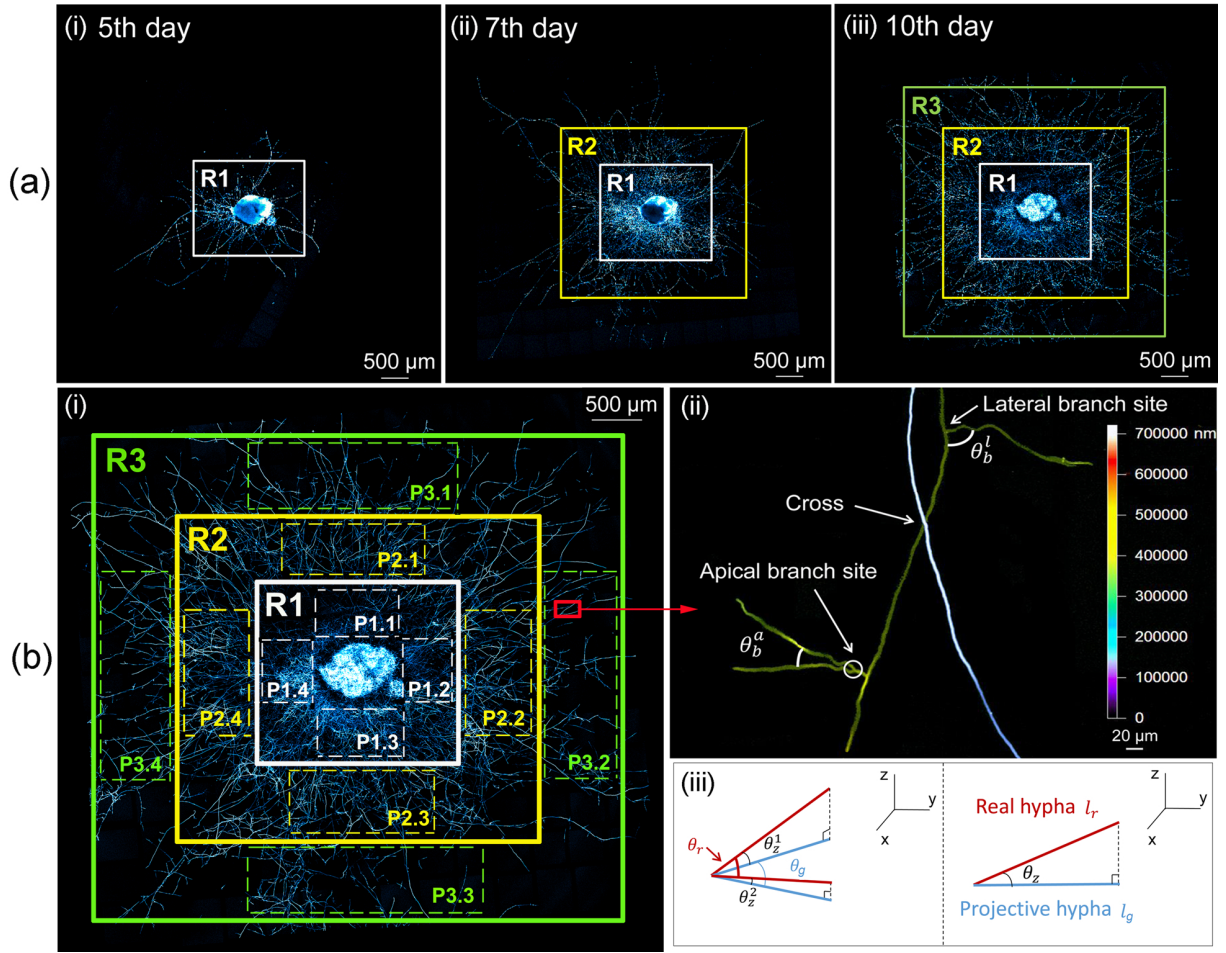 (a)
(i) 5th day
R1
500 µm
(ii) 7th day
R2
R1
500 µm
(iii) 10th day
R3
R2
R1
500 µm
(b)
(i)
500 µm
R3
P3.1
R2
P2.1
R1
P1.1
P1.4
P1.2
P1.3
P2.4
P2.2
P3.4
P3.2
P2.3
P3.3
(ii)
Lateral branch site
θ_b^l
Cross
Apical branch site
θ_b^a
700000 nm
600000
500000
400000
300000
200000
100000
0
20 µm
(iii)
θ_r
θ_z^1
θ_g
θ_z^2
z
y
x
Real hypha l_r
θ_z
Projective hypha l_g
z
y
x